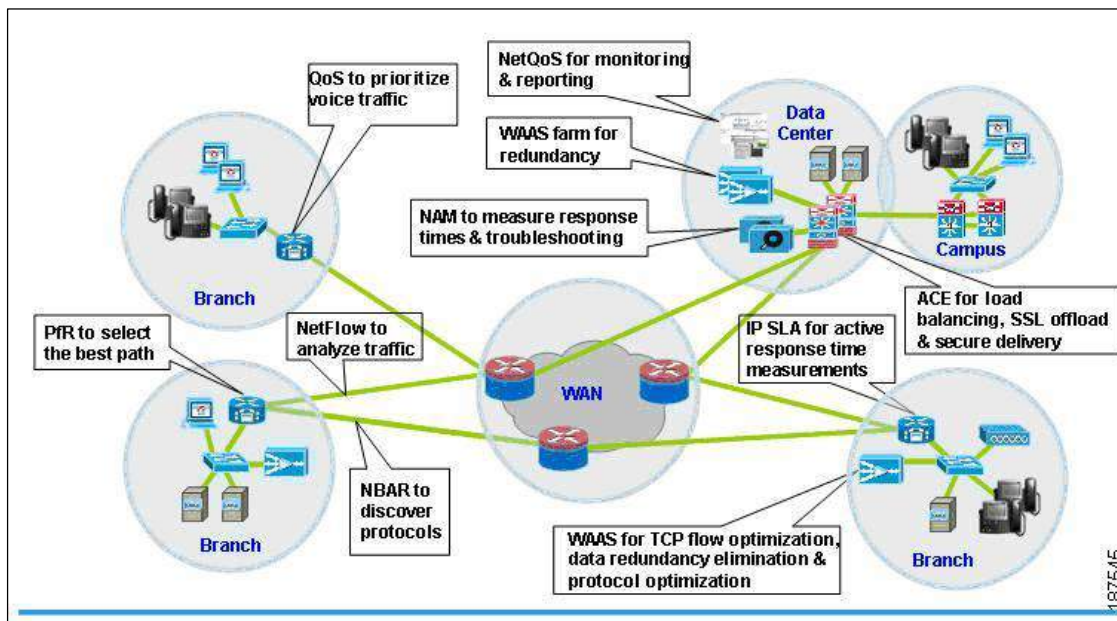 NetQoS for monitoring
& reporting
QoS to prioritize
voice traffic
Data
Center
WAAS farm for
redundancy
NAM to measure response
times & troubleshooting
Campus
Branch
ACE for load
balancing, SSL offload
& secure delivery
PfR to select
the best path
NetFlow to
analyze traffic
IP SLA for active
response time
measurements
WAN
NBAR to
discover
protocols
Branch
WAAS for TCP flow optimization,
data redundancy elimination &
protocol optimization
Branch
187545